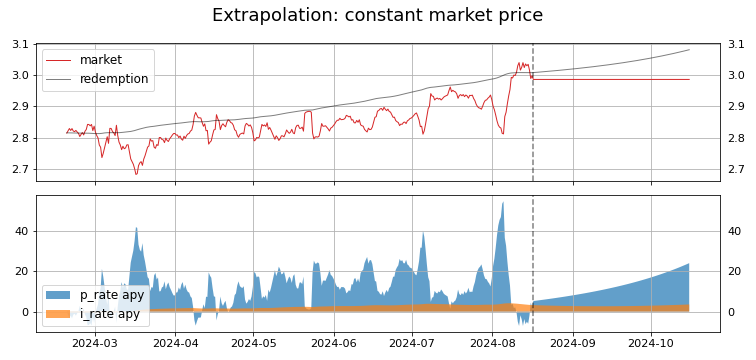 Extrapolation: constant market price
3.1 3.1
market
redemption
3.0 3.0
2.9 2.9
2.8 2.8
2.7 2.7
2024-03 2024-04 2024-05 2024-06 2024-07 2024-08 2024-09 2024-10
40 40
20 20
p_rate apy
i_rate apy
0 0